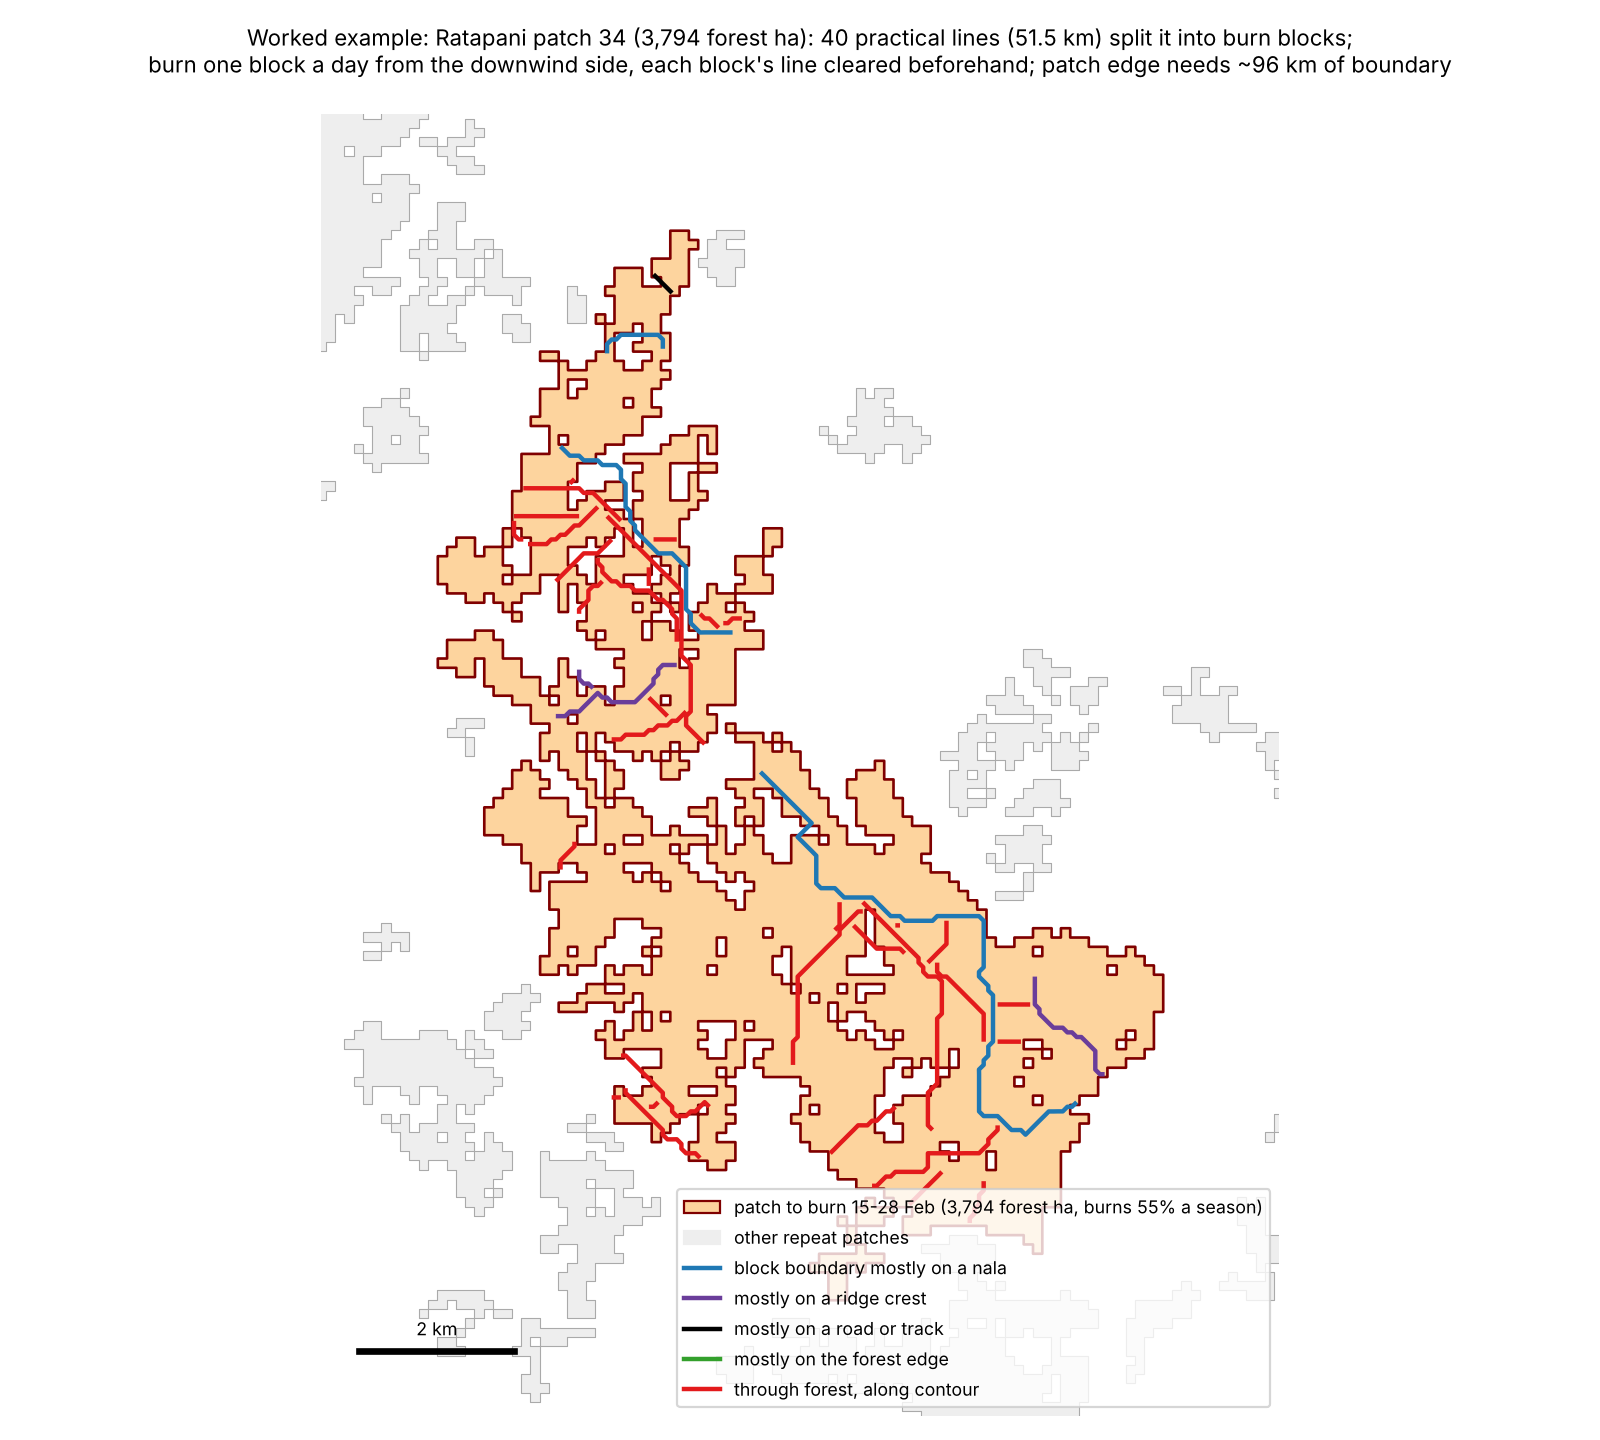 Worked example: Ratapani patch 34 (3,794 forest ha): 40 practical lines (51.5 km) split it into burn blocks;
burn one block a day from the downwind side, each block's line cleared beforehand; patch edge needs ~96 km of boundary
patch to burn 15-28 Feb (3,794 forest ha, burns 55% a season)
other repeat patches
block boundary mostly on a nala
mostly on a ridge crest
mostly on a road or track
mostly on the forest edge
through forest, along contour
2 km